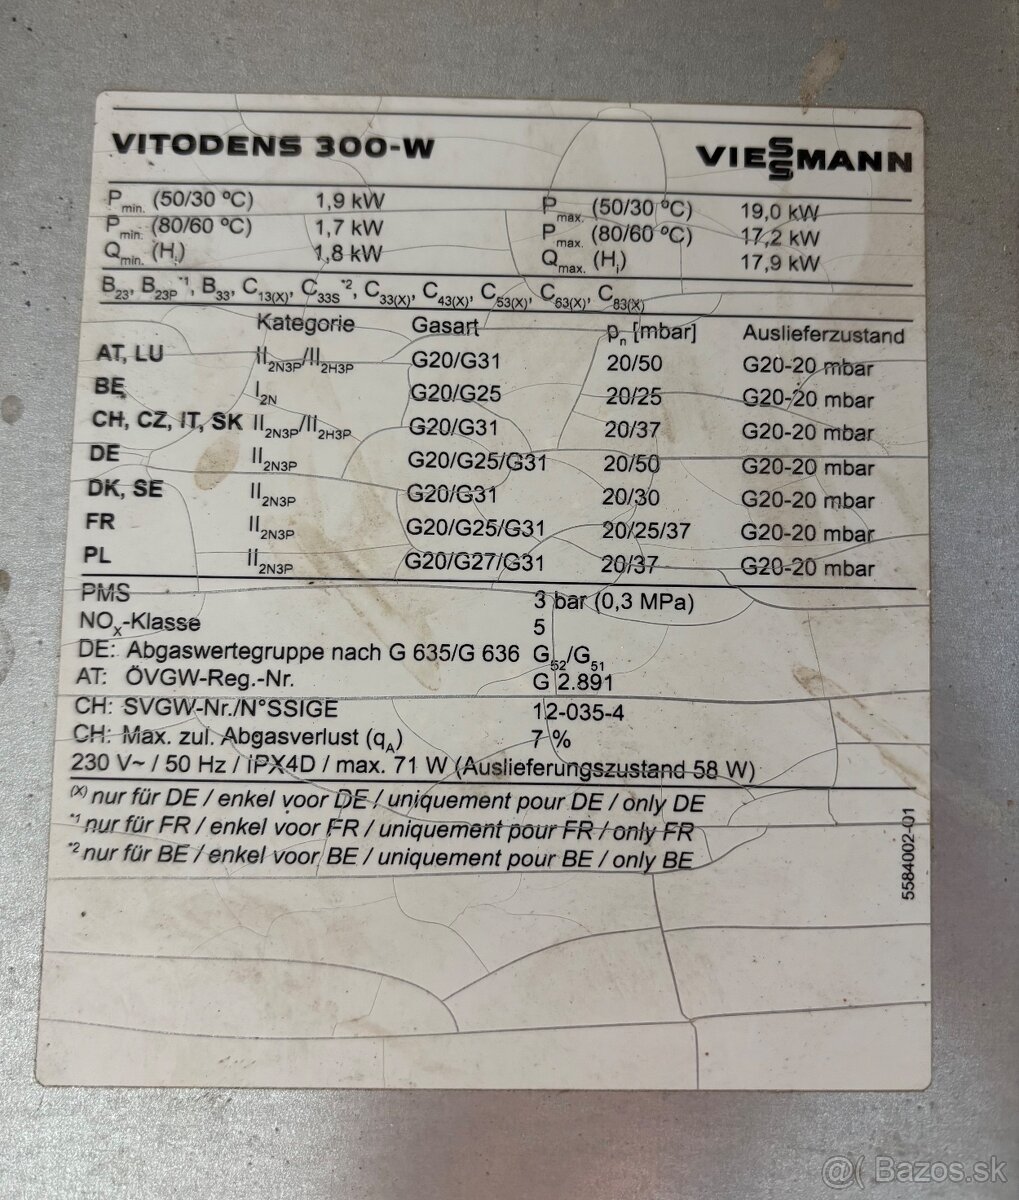 VITODENS 300-W VIESSMANN
Pmin. (50/30 ºC) 1,9 kW Pmax. (50/30 ºC) 19,0 kW
Pmin. (80/60 ºC) 1,7 kW Pmax. (80/60 ºC) 17,2 kW
Qmin. (Hi) 1,8 kW Qmax. (Hi) 17,9 kW
B23, B23P*1, B33, C13(X), C33S*2, C33(X), C43(X), C53(X), C63(X), C83(X)
Kategorie Gasart pn [mbar] Auslieferzustand
AT, LU II2N3P/II2H3P G20/G31 20/50 G20-20 mbar
BE I2N G20/G25 20/25 G20-20 mbar
CH, CZ, IT, SK II2N3P/II2H3P G20/G31 20/37 G20-20 mbar
DE II2N3P G20/G25/G31 20/50 G20-20 mbar
DK, SE II2N3P G20/G31 20/30 G20-20 mbar
FR II2N3P G20/G25/G31 20/25/37 G20-20 mbar
PL II2N3P G20/G27/G31 20/37 G20-20 mbar
PMS 3 bar (0,3 MPa)
NOx-Klasse 5
DE: Abgaswertegruppe nach G 635/G 636 G52/G51
AT: ÖVGW-Reg.-Nr. G 2.891
CH: SVGW-Nr./N°SSIGE 12-035-4
CH: Max. zul. Abgasverlust (qA) 7 %
230 V~ / 50 Hz / IPX4D / max. 71 W (Auslieferungszustand 58 W)
(X) nur für DE / enkel voor DE / uniquement pour DE / only DE
*1 nur für FR / enkel voor FR / uniquement pour FR / only FR
*2 nur für BE / enkel voor BE / uniquement pour BE / only BE
5584002-01
Bazos.sk